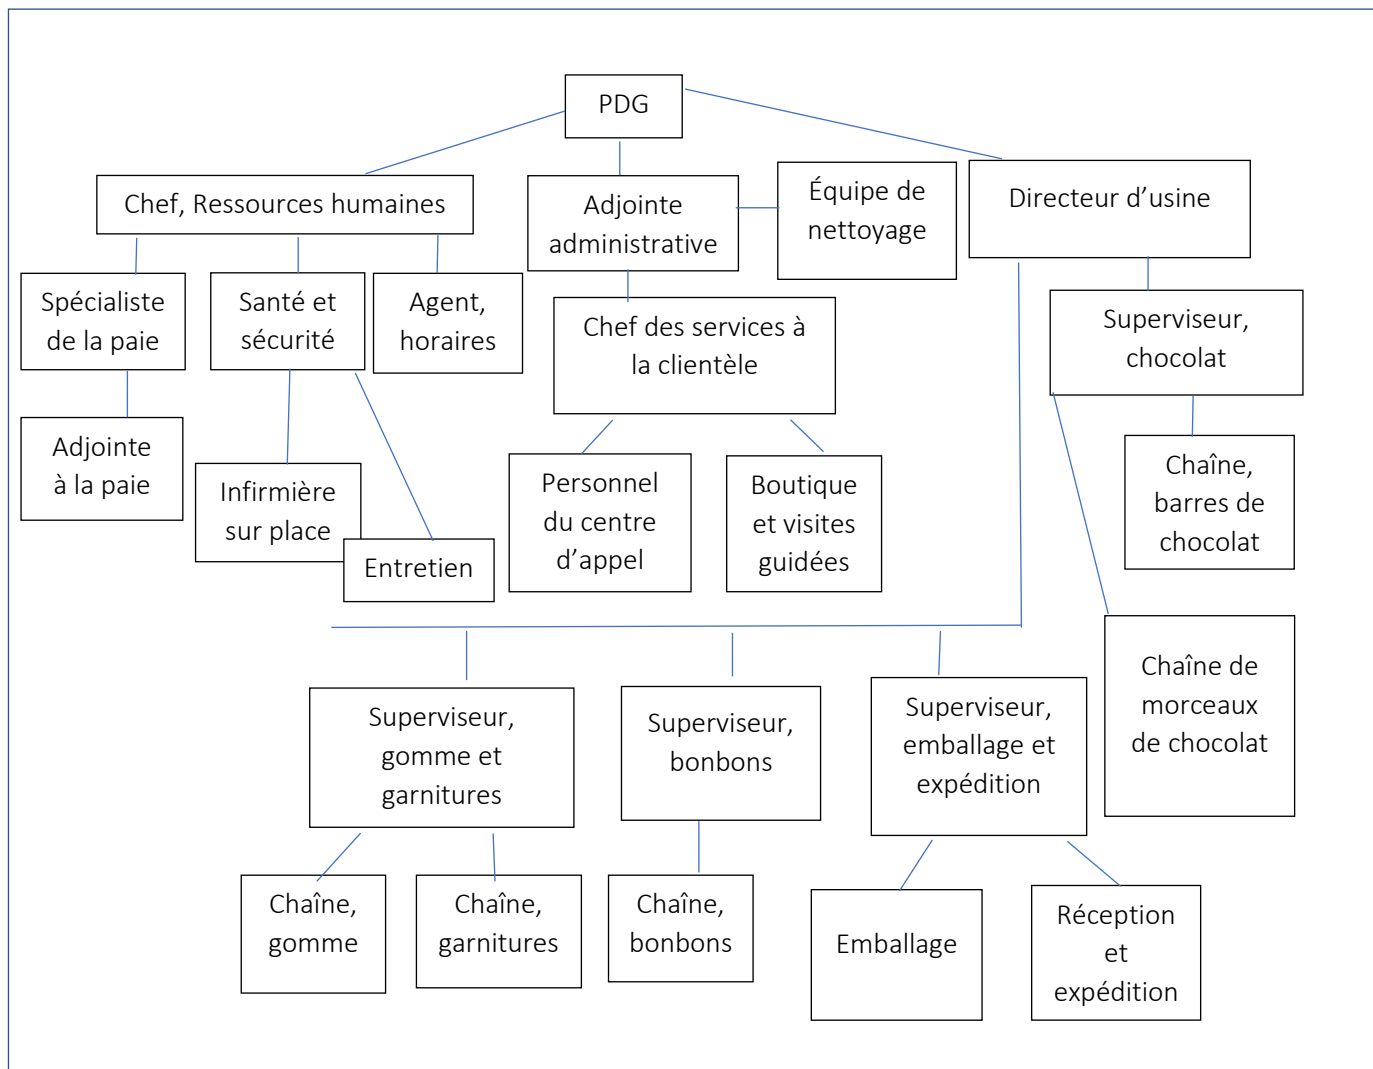 PDG
Chef, Ressources humaines
Adjointe
administrative
Équipe de
nettoyage
Directeur d’usine
Spécialiste
de la paie
Santé et
sécurité
Agent,
horaires
Chef des services à
la clientèle
Superviseur,
chocolat
Adjointe
à la paie
Infirmière
sur place
Entretien
Personnel
du centre
d’appel
Boutique
et visites
guidées
Chaîne,
barres de
chocolat
Chaîne de
morceaux
de chocolat
Superviseur,
gomme et
garnitures
Superviseur,
bonbons
Superviseur,
emballage et
expédition
Chaîne,
gomme
Chaîne,
garnitures
Chaîne,
bonbons
Emballage
Réception
et
expédition